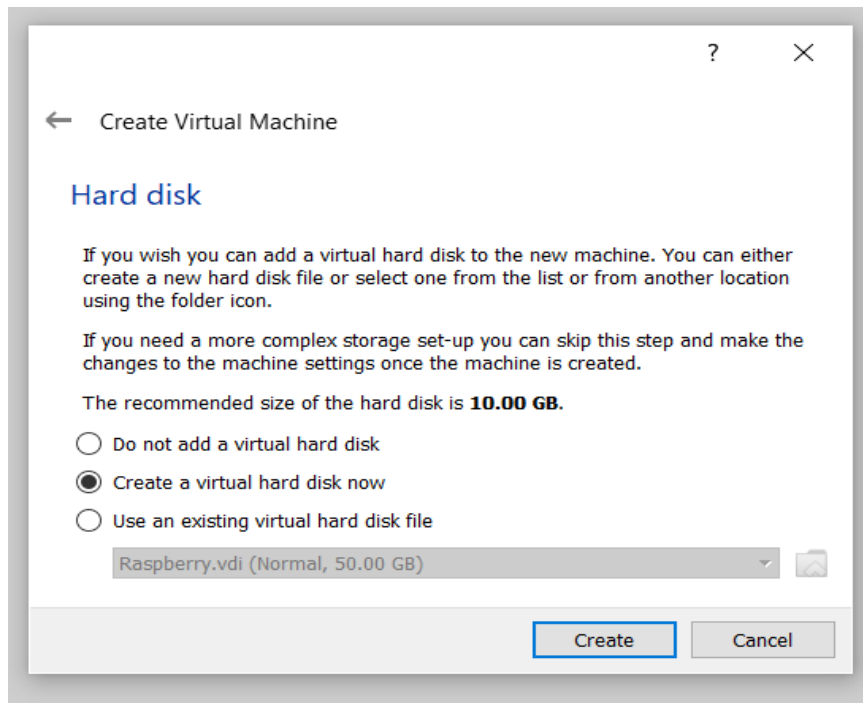 ?
Create Virtual Machine
Hard disk
If you wish you can add a virtual hard disk to the new machine. You can either
create a new hard disk file or select one from the list or from another location
using the folder icon.
If you need a more complex storage set-up you can skip this step and make the
changes to the machine settings once the machine is created.
The recommended size of the hard disk is 10.00 GB.
Do not add a virtual hard disk
Create a virtual hard disk now
Use an existing virtual hard disk file
Raspberry.vdi (Normal, 50.00 GB)
Create Cancel